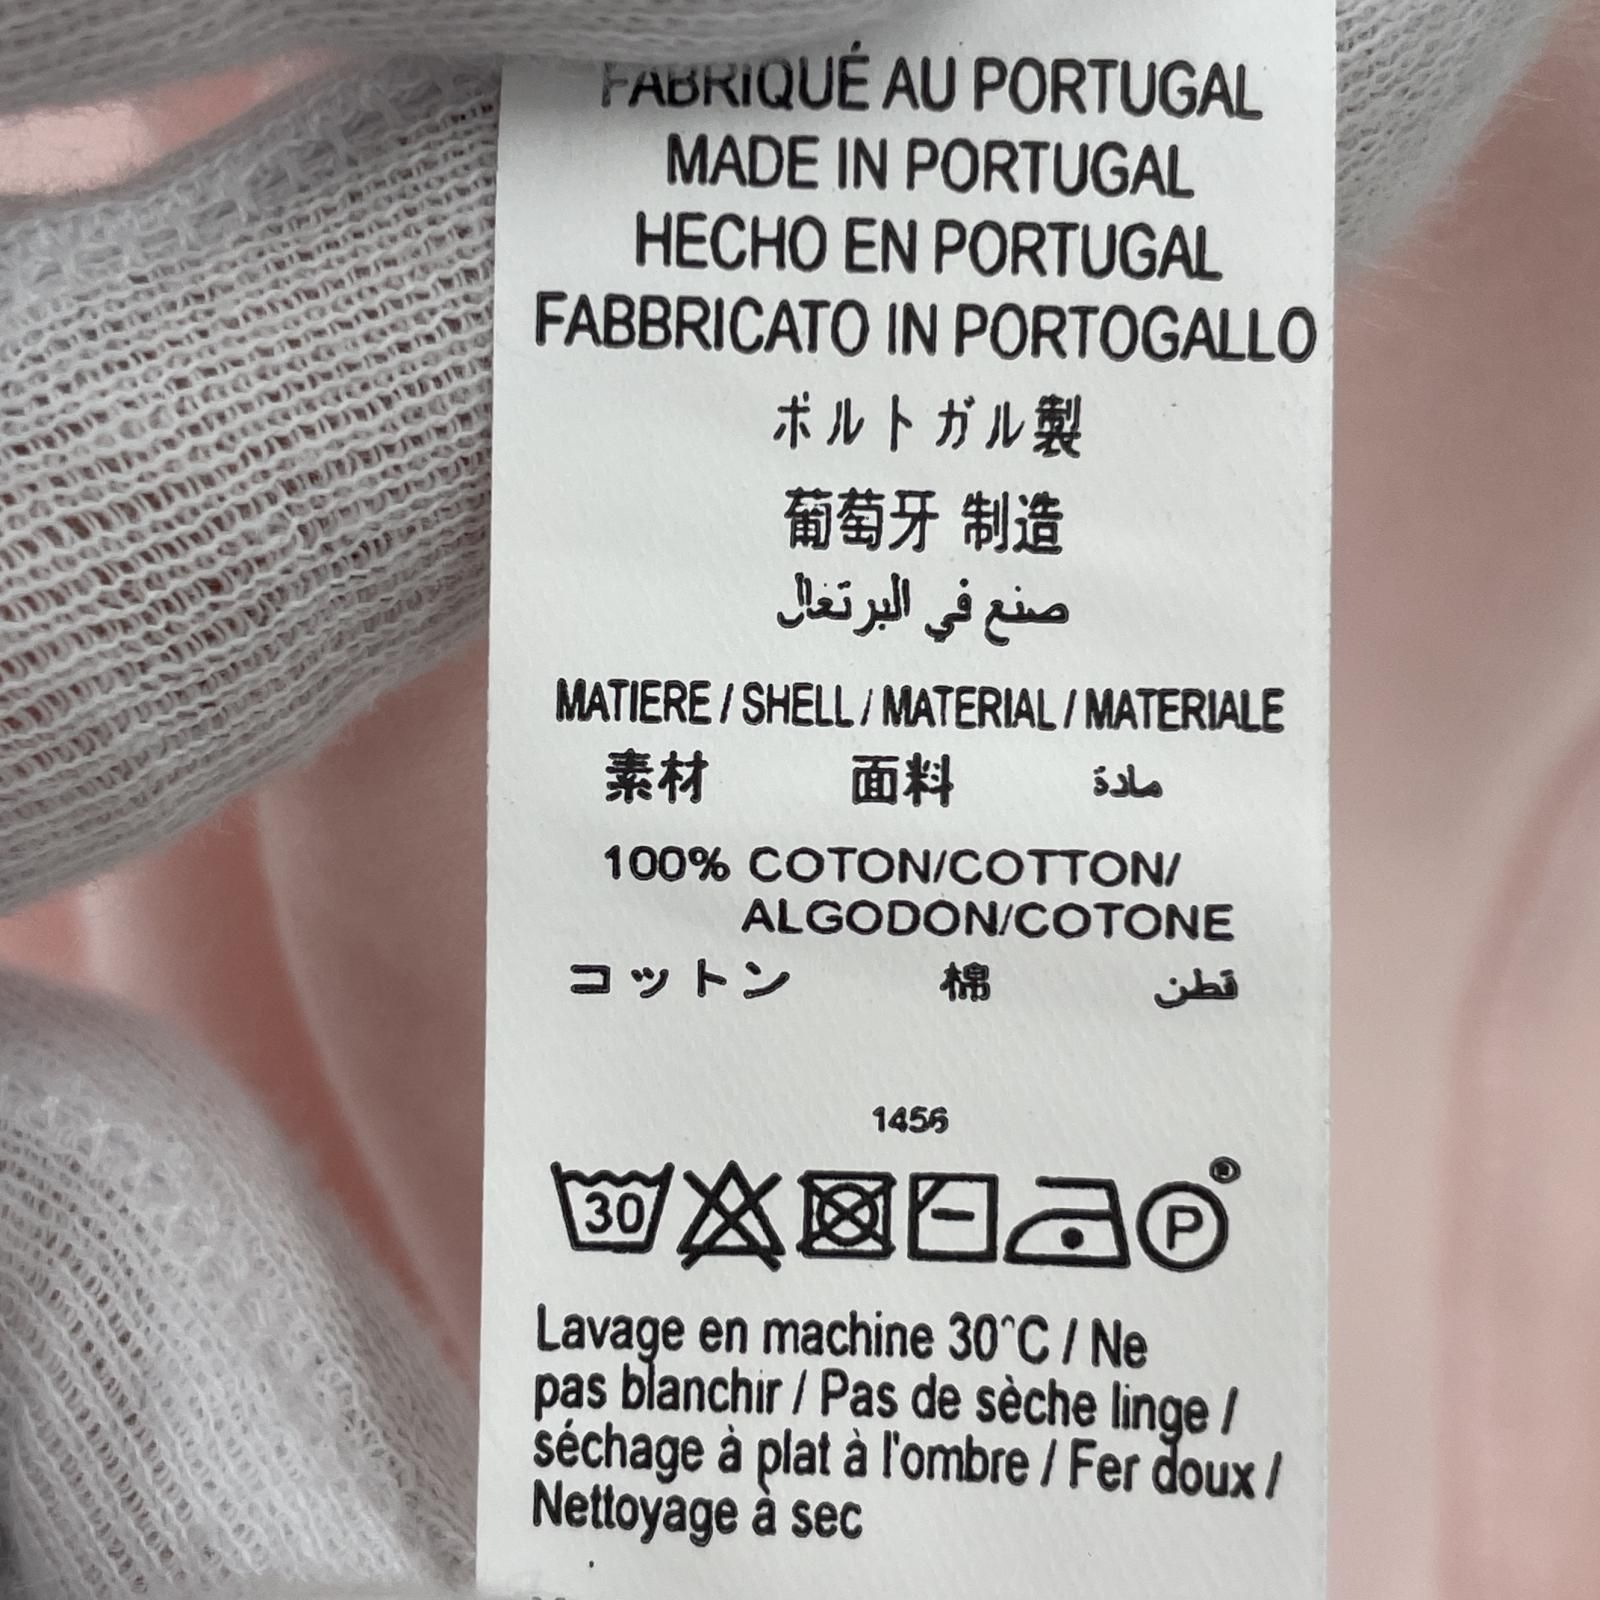 FABRIQUÉ AU PORTUGAL
MADE IN PORTUGAL
HECHO EN PORTUGAL
FABBRICATO IN PORTOGALLO
ポルトガル製
葡萄牙 制造
صنع في البرتغال
MATIERE / SHELL / MATERIAL / MATERIALE
素材 面料 مادة
100% COTON/COTTON/
ALGODON/COTONE
コットン 棉 قطن
1456
30 P ®
Lavage en machine 30°C / Ne
pas blanchir / Pas de sèche linge /
séchage à plat à l'ombre / Fer doux /
Nettoyage à sec